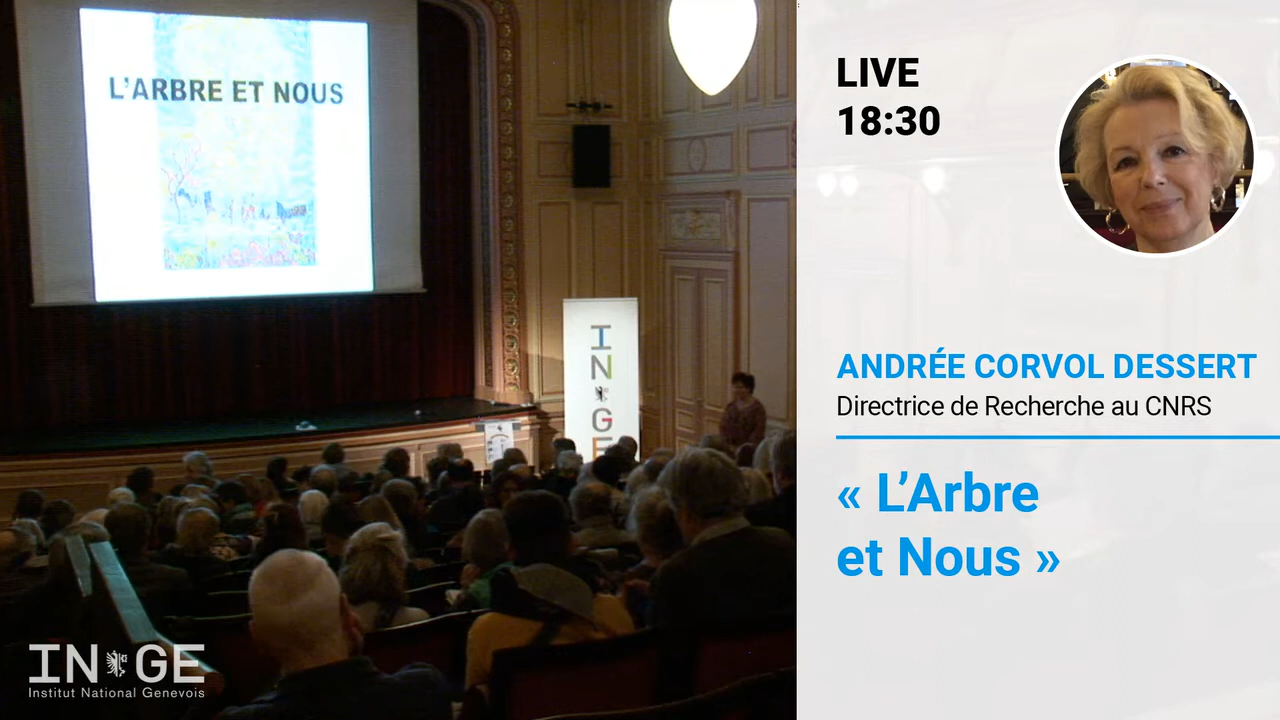 L'ARBRE ET NOUS
IN GE
IN GE
Institut National Genevois
LIVE
18:30
ANDRÉE CORVOL DESSERT
Directrice de Recherche au CNRS
« L'Arbre
et Nous »